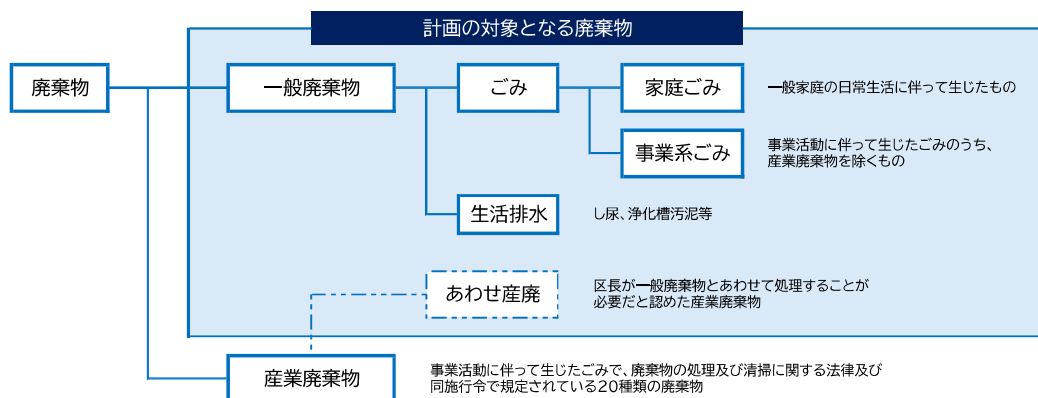 計画の対象となる廃棄物
廃棄物
一般廃棄物
ごみ
家庭ごみ
一般家庭の日常生活に伴って生じたもの
事業系ごみ
事業活動に伴って生じたごみのうち、
産業廃棄物を除くもの
生活排水
し尿、浄化槽汚泥等
あわせ産廃
区長が一般廃棄物とあわせて処理することが
必要だと認めた産業廃棄物
産業廃棄物
事業活動に伴って生じたごみで、廃棄物の処理及び清掃に関する法律及び
同施行令で規定されている20種類の廃棄物